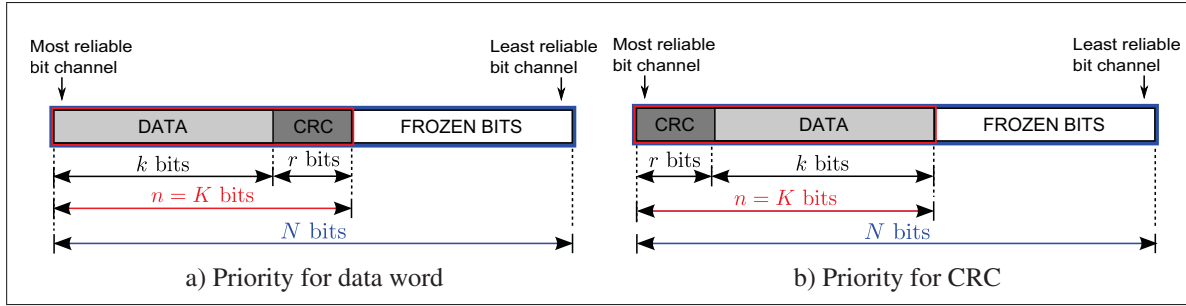 Most reliable
bit channel
Least reliable
bit channel
DATA
CRC
FROZEN BITS
k bits
r bits
n = K bits
N bits
a) Priority for data word
Most reliable
bit channel
Least reliable
bit channel
CRC
DATA
FROZEN BITS
r bits
k bits
n = K bits
N bits
b) Priority for CRC